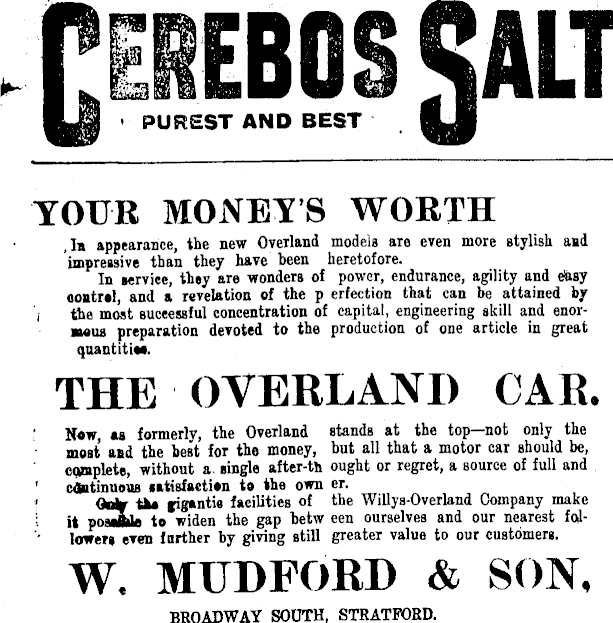 CEREBOS SALT
PUREST AND BEST
YOUR MONEY'S WORTH
In appearance, the new Overland models are even more stylish and
impressive than they have been heretofore.
In service, they are wonders of power, endurance, agility and easy
control, and a revelation of the p erfection that can be attained by
the most successful concentration of capital, engineering skill and enor-
mous preparation devoted to the production of one article in great
quantities.
THE OVERLAND CAR.
Now, as formerly, the Overland stands at the top—not only the
most and the best for the money, but all that a motor car should be,
complete, without a single after-th ought or regret, a source of full and
continuous satisfaction to the own er.
Only the gigantic facilities of the Willys-Overland Company make
it possible to widen the gap betw een ourselves and our nearest fol-
lowers even further by giving still greater value to our customers.
W. MUDFORD & SON,
BROADWAY SOUTH, STRATFORD.